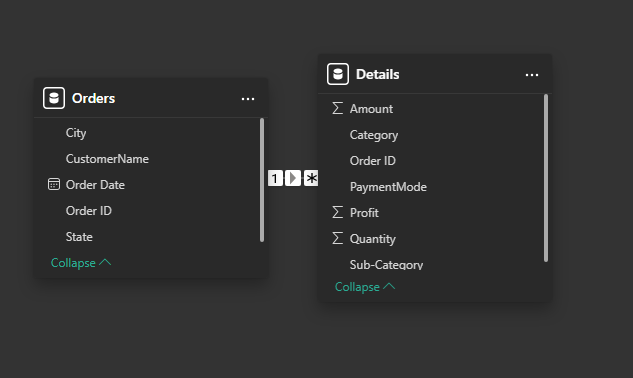 Orders
City
CustomerName
Order Date
Order ID
State
Collapse
1
*
Details
Amount
Category
Order ID
PaymentMode
Profit
Quantity
Sub-Category
Collapse